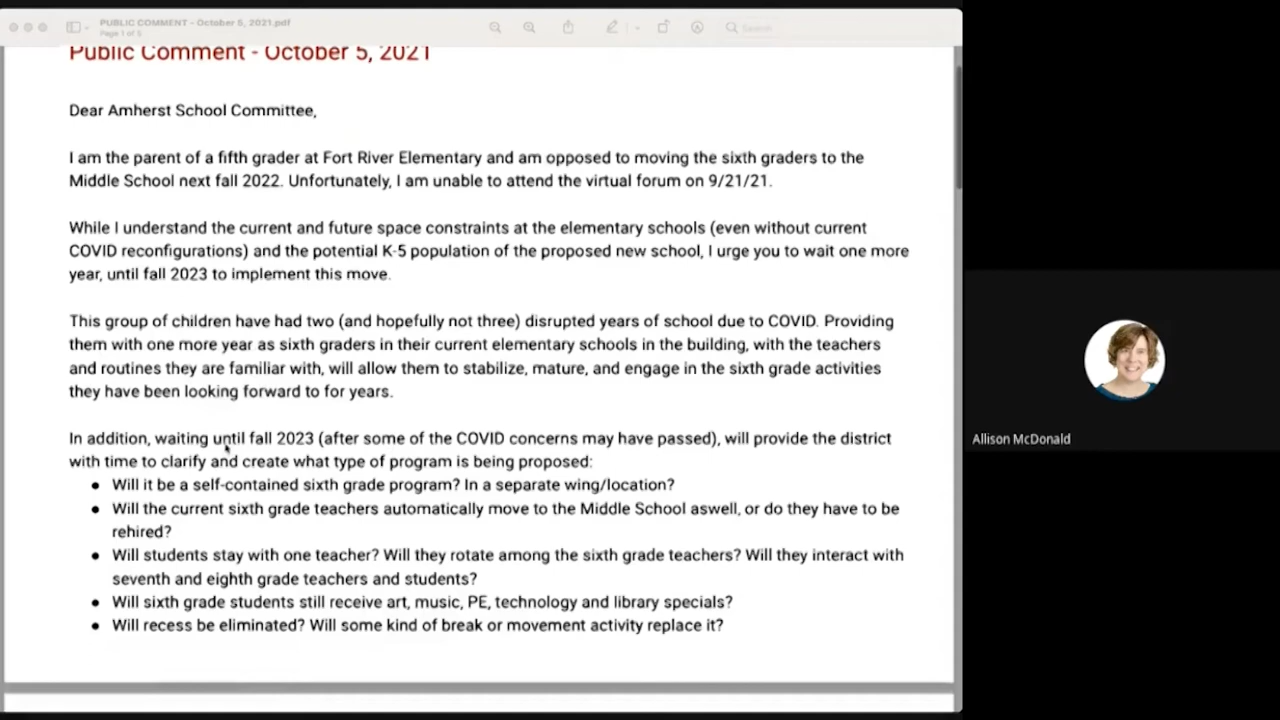 PUBLIC COMMENT - October 5, 2021.pdf
Page 1 of 5
Search
Public Comment - October 5, 2021
Dear Amherst School Committee,
I am the parent of a fifth grader at Fort River Elementary and am opposed to moving the sixth graders to the
Middle School next fall 2022. Unfortunately, I am unable to attend the virtual forum on 9/21/21.
While I understand the current and future space constraints at the elementary schools (even without current
COVID reconfigurations) and the potential K-5 population of the proposed new school, I urge you to wait one more
year, until fall 2023 to implement this move.
This group of children have had two (and hopefully not three) disrupted years of school due to COVID. Providing
them with one more year as sixth graders in their current elementary schools in the building, with the teachers
and routines they are familiar with, will allow them to stabilize, mature, and engage in the sixth grade activities
they have been looking forward to for years.
In addition, waiting until fall 2023 (after some of the COVID concerns may have passed), will provide the district
with time to clarify and create what type of program is being proposed:
● Will it be a self-contained sixth grade program? In a separate wing/location?
● Will the current sixth grade teachers automatically move to the Middle School aswell, or do they have to be
rehired?
● Will students stay with one teacher? Will they rotate among the sixth grade teachers? Will they interact with
seventh and eighth grade teachers and students?
● Will sixth grade students still receive art, music, PE, technology and library specials?
● Will recess be eliminated? Will some kind of break or movement activity replace it?
Allison McDonald